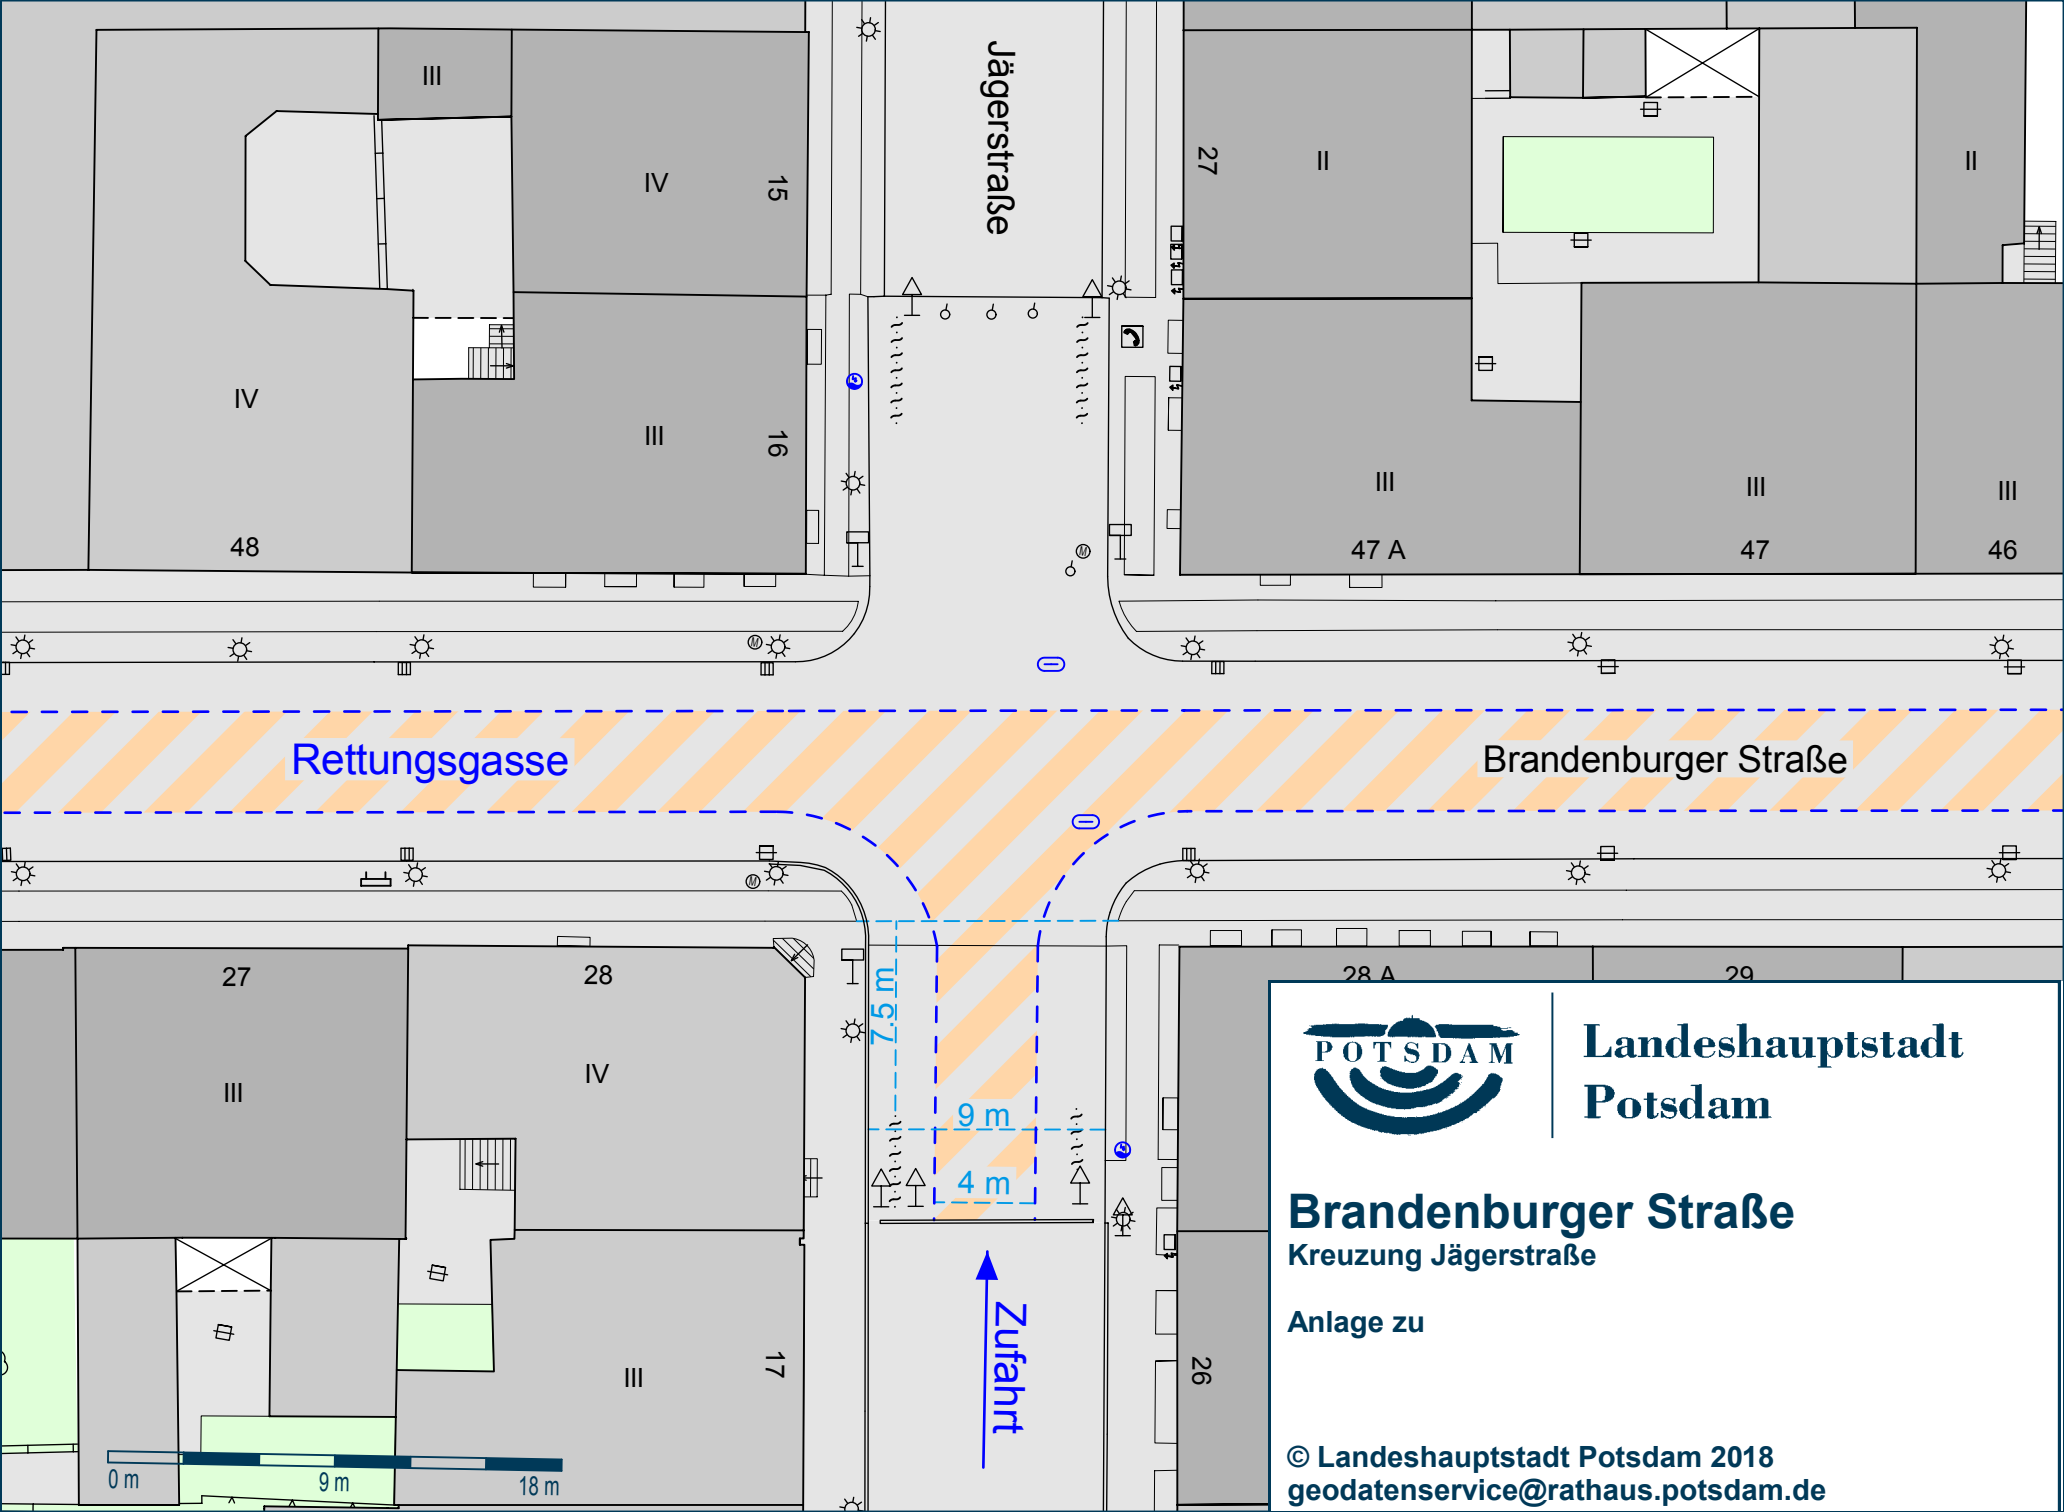 III
Jägerstraße
IV
15
27
II
II
IV
III
16
III
III
III
48
47 A
47
46
Rettungsgasse
Brandenburger Straße
27
28
28 A
29
7.5 m
III
IV
9 m
4 m
Zufahrt
III
17
26
0 m
9 m
18 m
POTSDAM
Landeshauptstadt
Potsdam
Brandenburger Straße
Kreuzung Jägerstraße
Anlage zu
© Landeshauptstadt Potsdam 2018
geodatenservice@rathaus.potsdam.de